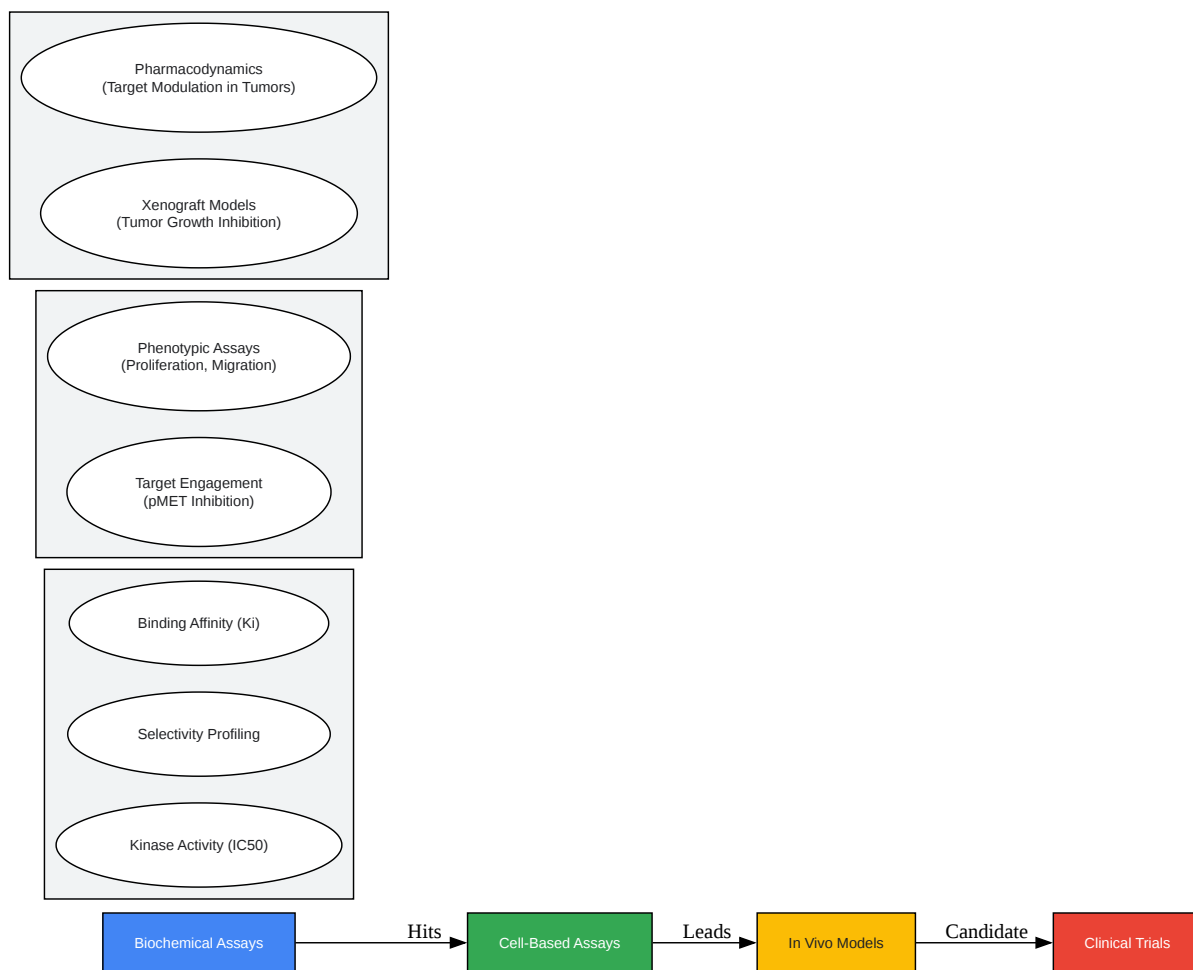 Pharmacodynamics
(Target Modulation in Tumors)
Xenograft Models
(Tumor Growth Inhibition)
Phenotypic Assays
(Proliferation, Migration)
Target Engagement
(pMET Inhibition)
Binding Affinity (Ki)
Selectivity Profiling
Kinase Activity (IC50)
Biochemical Assays
Hits
Cell-Based Assays
Leads
In Vivo Models
Candidate
Clinical Trials